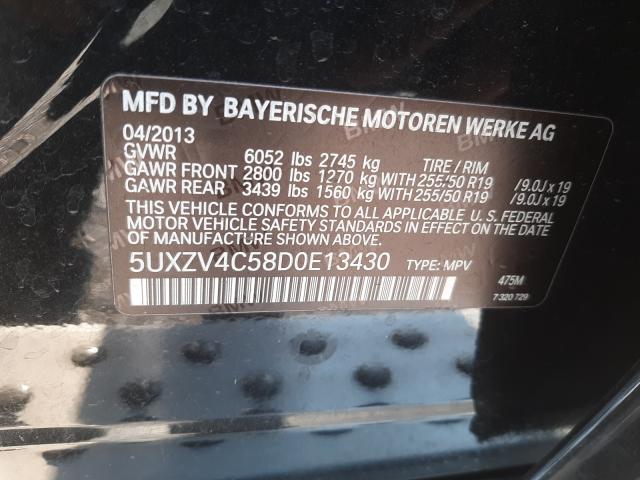 MFD BY BAYERISCHE MOTOREN WERKE AG
04/2013
GVWR 6052 lbs 2745 kg TIRE / RIM
GAWR FRONT 2800 lbs 1270 kg WITH 255/50 R19 /9.0J x 19
GAWR REAR 3439 lbs 1560 kg WITH 255/50 R19 /9.0J x 19
THIS VEHICLE CONFORMS TO ALL APPLICABLE U.S. FEDERAL
MOTOR VEHICLE SAFETY STANDARDS IN EFFECT ON THE DATE
OF MANUFACTURE SHOWN ABOVE.
5UXZV4C58D0E13430 TYPE: MPV 475M
7 320 729